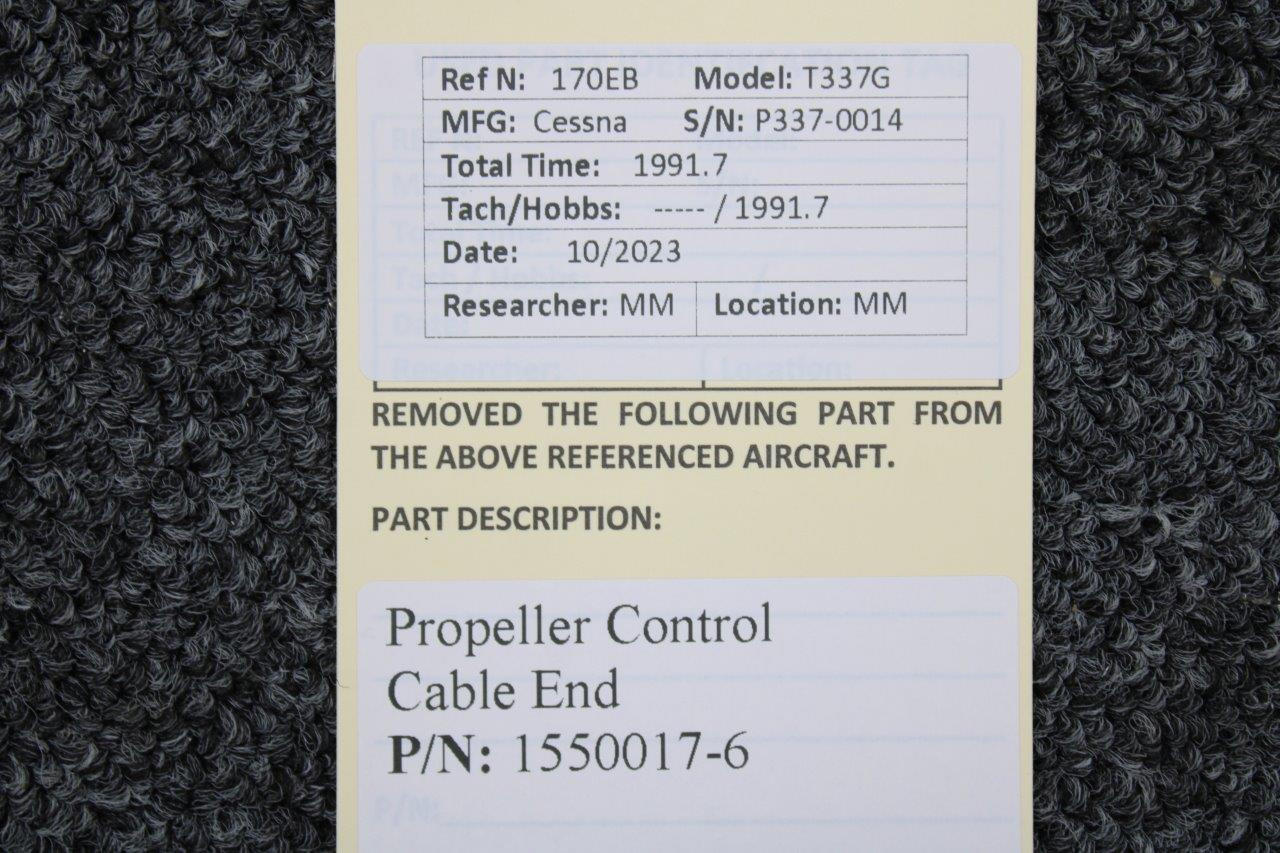 Ref N: 170EB Model: T337G
MFG: Cessna S/N: P337-0014
Total Time: 1991.7
Tach/Hobbs: ----- / 1991.7
Date: 10/2023
Researcher: MM Location: MM
Researcher: Location:
REMOVED THE FOLLOWING PART FROM
THE ABOVE REFERENCED AIRCRAFT.
PART DESCRIPTION:
Propeller Control
Cable End
P/N: 1550017-6
P/N: